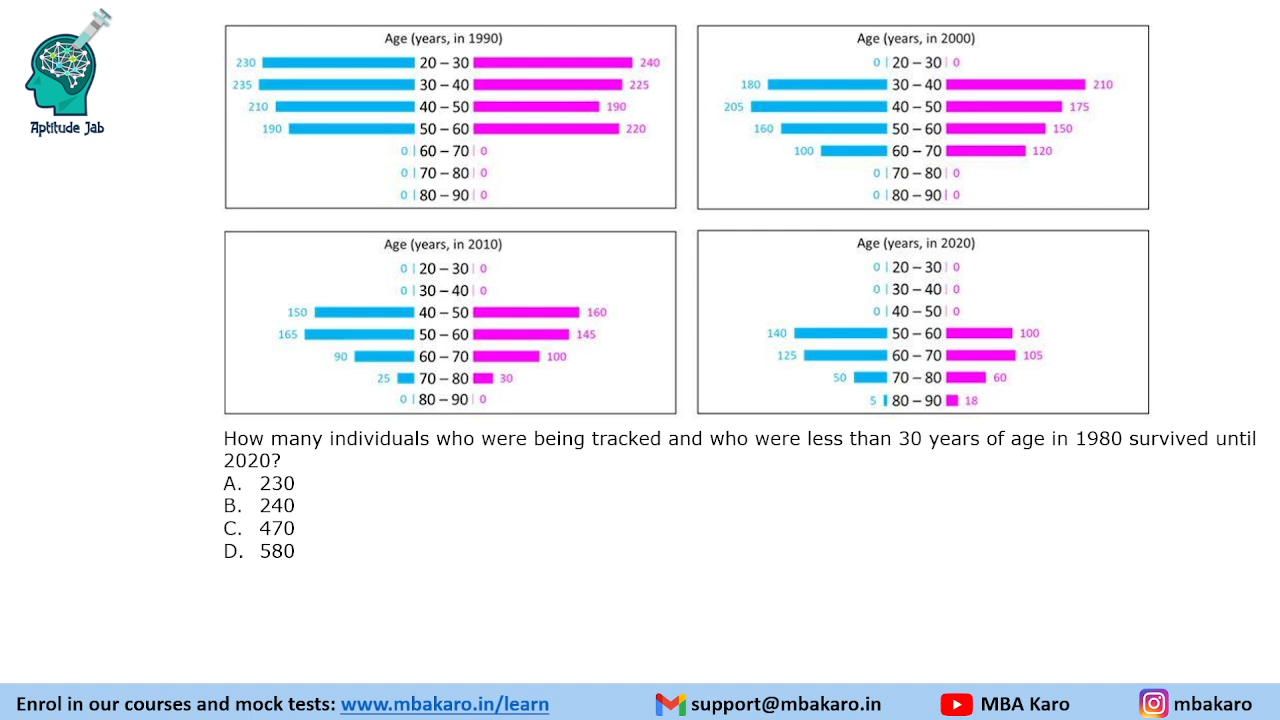 Aptitude Jab
Age (years, in 1990)
230 20 – 30 240
235 30 – 40 225
210 40 – 50 190
190 50 – 60 220
0 60 – 70 0
0 70 – 80 0
0 80 – 90 0
Age (years, in 2000)
0 20 – 30 0
180 30 – 40 210
205 40 – 50 175
160 50 – 60 150
100 60 – 70 120
0 70 – 80 0
0 80 – 90 0
Age (years, in 2010)
0 20 – 30 0
0 30 – 40 0
150 40 – 50 160
165 50 – 60 145
90 60 – 70 100
25 70 – 80 30
0 80 – 90 0
Age (years, in 2020)
0 20 – 30 0
0 30 – 40 0
0 40 – 50 0
140 50 – 60 100
125 60 – 70 105
50 70 – 80 60
5 80 – 90 18
How many individuals who were being tracked and who were less than 30 years of age in 1980 survived until
2020?
A. 230
B. 240
C. 470
D. 580
Enrol in our courses and mock tests: www.mbakaro.in/learn support@mbakaro.in MBA Karo mbakaro